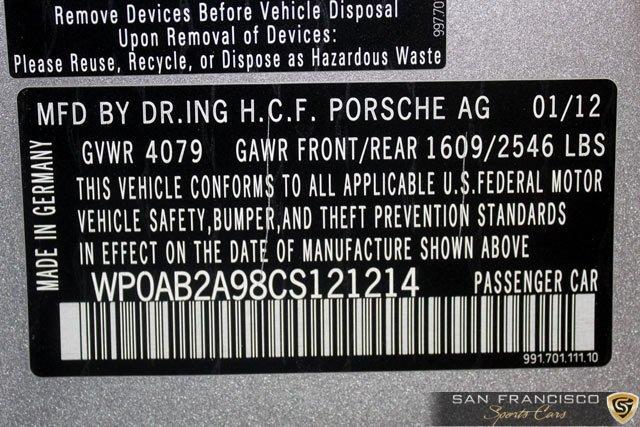 Remove Devices Before Vehicle Disposal
Upon Removal of Devices:
Please Reuse, Recycle, or Dispose as Hazardous Waste
MFD BY DR.ING H.C.F. PORSCHE AG 01/12
GVWR 4079 GAWR FRONT/REAR 1609/2546 LBS
THIS VEHICLE CONFORMS TO ALL APPLICABLE U.S.FEDERAL MOTOR
VEHICLE SAFETY,BUMPER,AND THEFT PREVENTION STANDARDS
IN EFFECT ON THE DATE OF MANUFACTURE SHOWN ABOVE
WP0AB2A98CS121214 PASSENGER CAR
991.701.111.10
MADE IN GERMANY
SAN FRANCISCO
Sports Cars